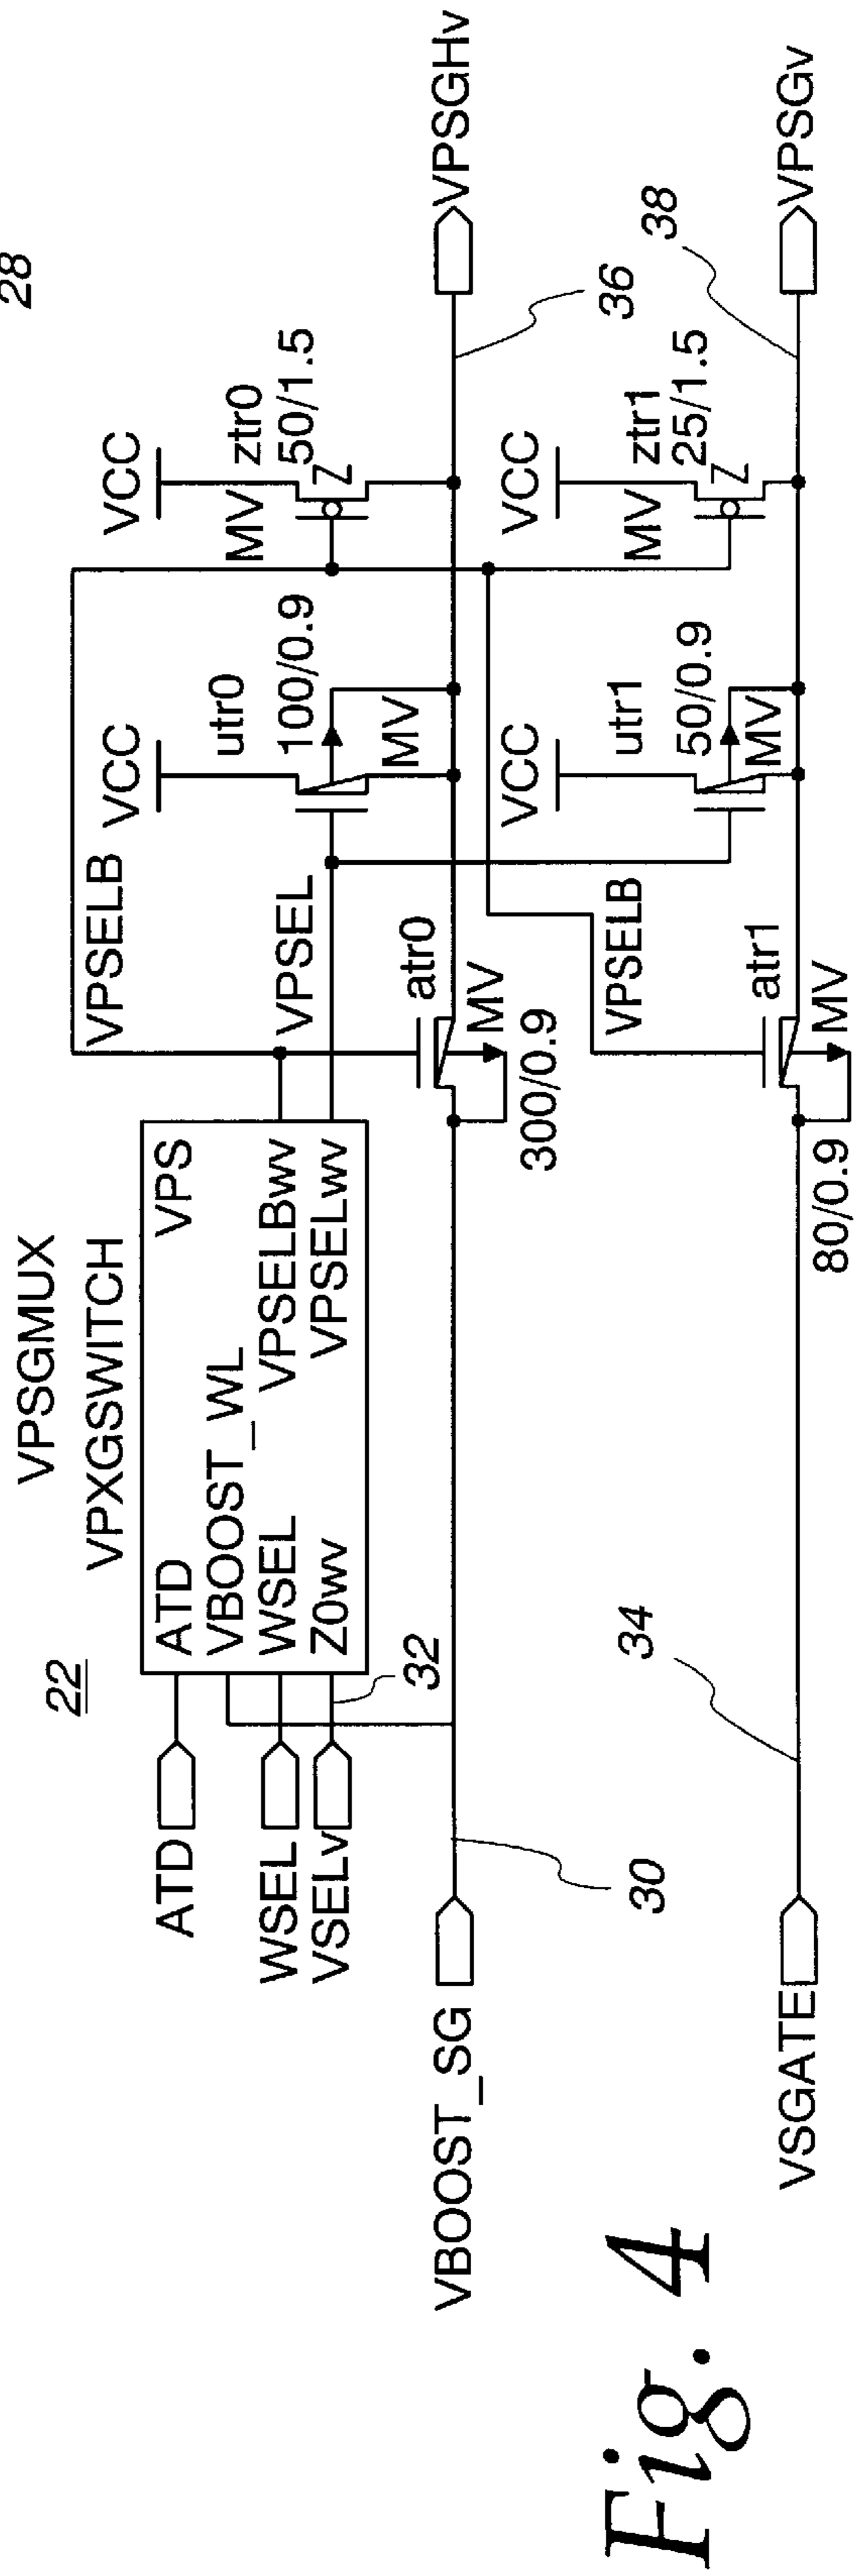 28
VPSGMUX
VPXGSWITCH
22
ATD
WSEL
VSELv
ATD
VBOOST_WL
WSEL
Z0wv
VPS
VPSELBwv
VPSELwv
32
VPSELB
VPSEL
VCC
utr0
100/0.9
MV
VCC
ztr0
50/1.5
MV
Z
VBOOST_SG
30
atr0
MV
300/0.9
36
VPSGHv
VPSELB
VCC
utr1
50/0.9
MV
VCC
ztr1
25/1.5
MV
Z
VSGATE
34
atr1
MV
80/0.9
38
VPSGv
Fig. 4